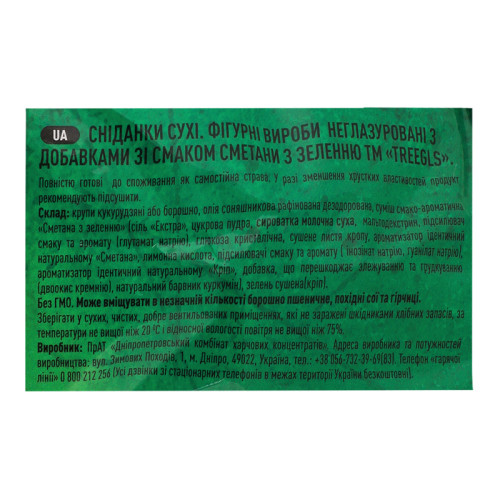 UA СНІДАНКИ СУХІ. ФІГУРНІ ВИРОБИ НЕГЛАЗУРОВАНІ З
ДОБАВКАМИ ЗІ СМАКОМ СМЕТАНИ З ЗЕЛЕННЮ ТМ «TREEGLS».
Повністю готові до споживання як самостійна страва, у разі зменшення хрустких властивостей продукт
рекомендують підсушити.
Склад: крупи кукурудзяні або борошно, олія соняшникова рафінована дезодорована, суміш смако-ароматична
«Сметана з зеленню» (сіль «Екстра», цукрова пудра, сироватка молочна суха, мальтодекстрин, підсилювач
смаку та аромату (глутамат натрію), глюкоза кристалічна, сушене листя кропу, ароматизатор ідентичний
натуральному «Сметана», лимонна кислота, підсилювачі смаку та аромату ( інозінат натрію, гуанілат натрію),
ароматизатор ідентичний натуральному «Кріп», добавка, що перешкоджає злежуванню та грудкуванню
(двоокис кремнію), натуральний барвник куркумін), зелень сушена(кріп).
Без ГМО. Може вміщувати в незначній кількості борошно пшеничне, похідні сої та гірчиці.
Зберігати у сухих, чистих, добре вентильованих приміщеннях, які не заражені шкідниками хлібних запасів, за
температури не вищої ніж 20 °С і відносної вологості повітря не вищої ніж 75%.
Виробник: ПрАТ «Дніпропетровський комбінат харчових концентратів». Адреса виробника та потужностей
виробництва: вул. Зимових Походів, 1, м. Дніпро, 49022, Україна, тел.: +38 056-732-39-69(83). Телефон «гарячої
лінії» 0 800 212 256 (Усі дзвінки зі стаціонарних телефонів в межах території України безкоштовні).